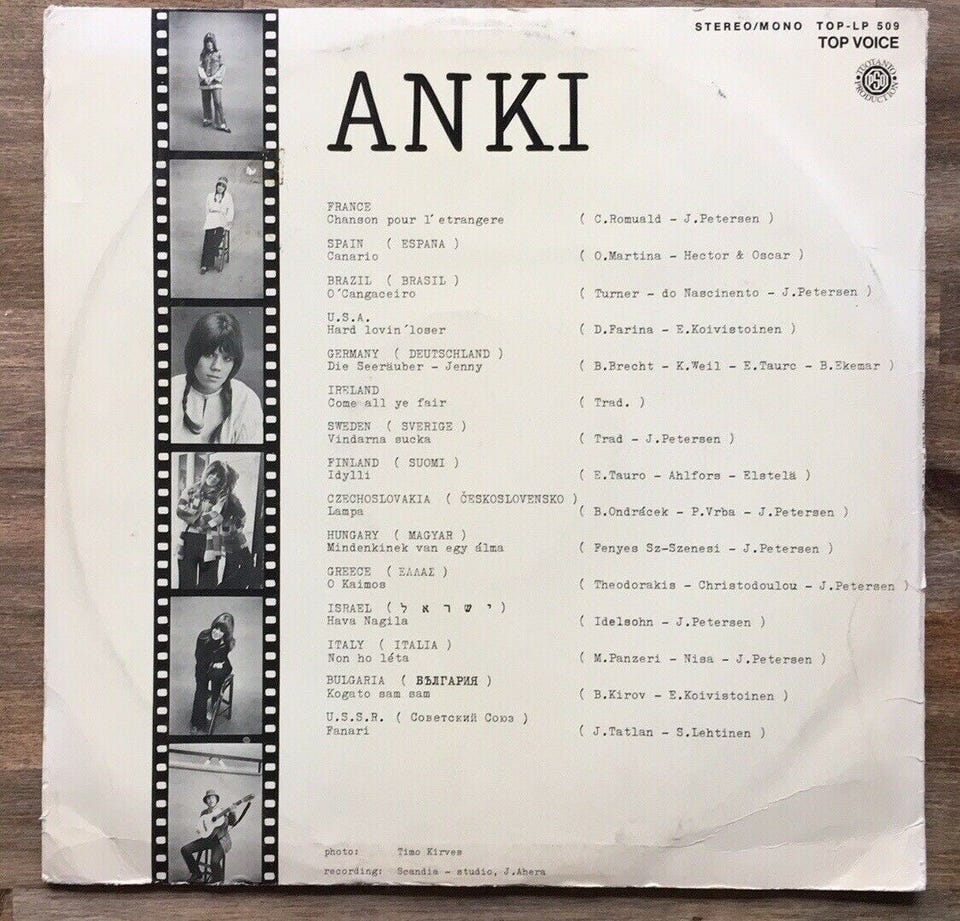 STEREO/MONO TOP-LP 509
TOP VOICE
TUOTANTO
PSO
PRODUCTION
ANKI
FRANCE
Chanson pour l'etrangere ( C.Romuald - J.Petersen )
SPAIN ( ESPANA )
Canario ( O.Martina - Hector & Oscar )
BRAZIL ( BRASIL )
O'Cangaceiro ( Turner - do Nascinento - J.Petersen )
U.S.A.
Hard lovin'loser ( D.Farina - E.Koivistoinen )
GERMANY ( DEUTSCHLAND )
Die Seeräuber - Jenny ( B.Brecht - K.Weil - E.Tauro - B.Ekemar )
IRELAND
Come all ye fair ( Trad. )
SWEDEN ( SVERIGE )
Vindarna sucka ( Trad - J.Petersen )
FINLAND ( SUOMI )
Idylli ( E.Tauro - Ahlfors - Elstelä )
CZECHOSLOVAKIA ( ČESKOSLOVENSKO )
Lampa ( B.Ondrácek - P.Vrba - J.Petersen )
HUNGARY ( MAGYAR )
Mindenkinek van egy álma ( Fenyes Sz-Szenesi - J.Petersen )
GREECE ( ΕΛΛΑΣ )
O Kaimos ( Theodorakis - Christodoulou - J.Petersen )
ISRAEL ( ישראל )
Hava Nagila ( Idelsohn - J.Petersen )
ITALY ( ITALIA )
Non ho léta ( M.Panzeri - Nisa - J.Petersen )
BULGARIA ( БЪЛГАРИЯ )
Kogato sam sam ( B.Kirov - E.Koivistoinen )
U.S.S.R. ( Советский Союз )
Fanari ( J.Tatlan - S.Lehtinen )
photo: Timo Kirves
recording: Scandia - studio, J.Ahera